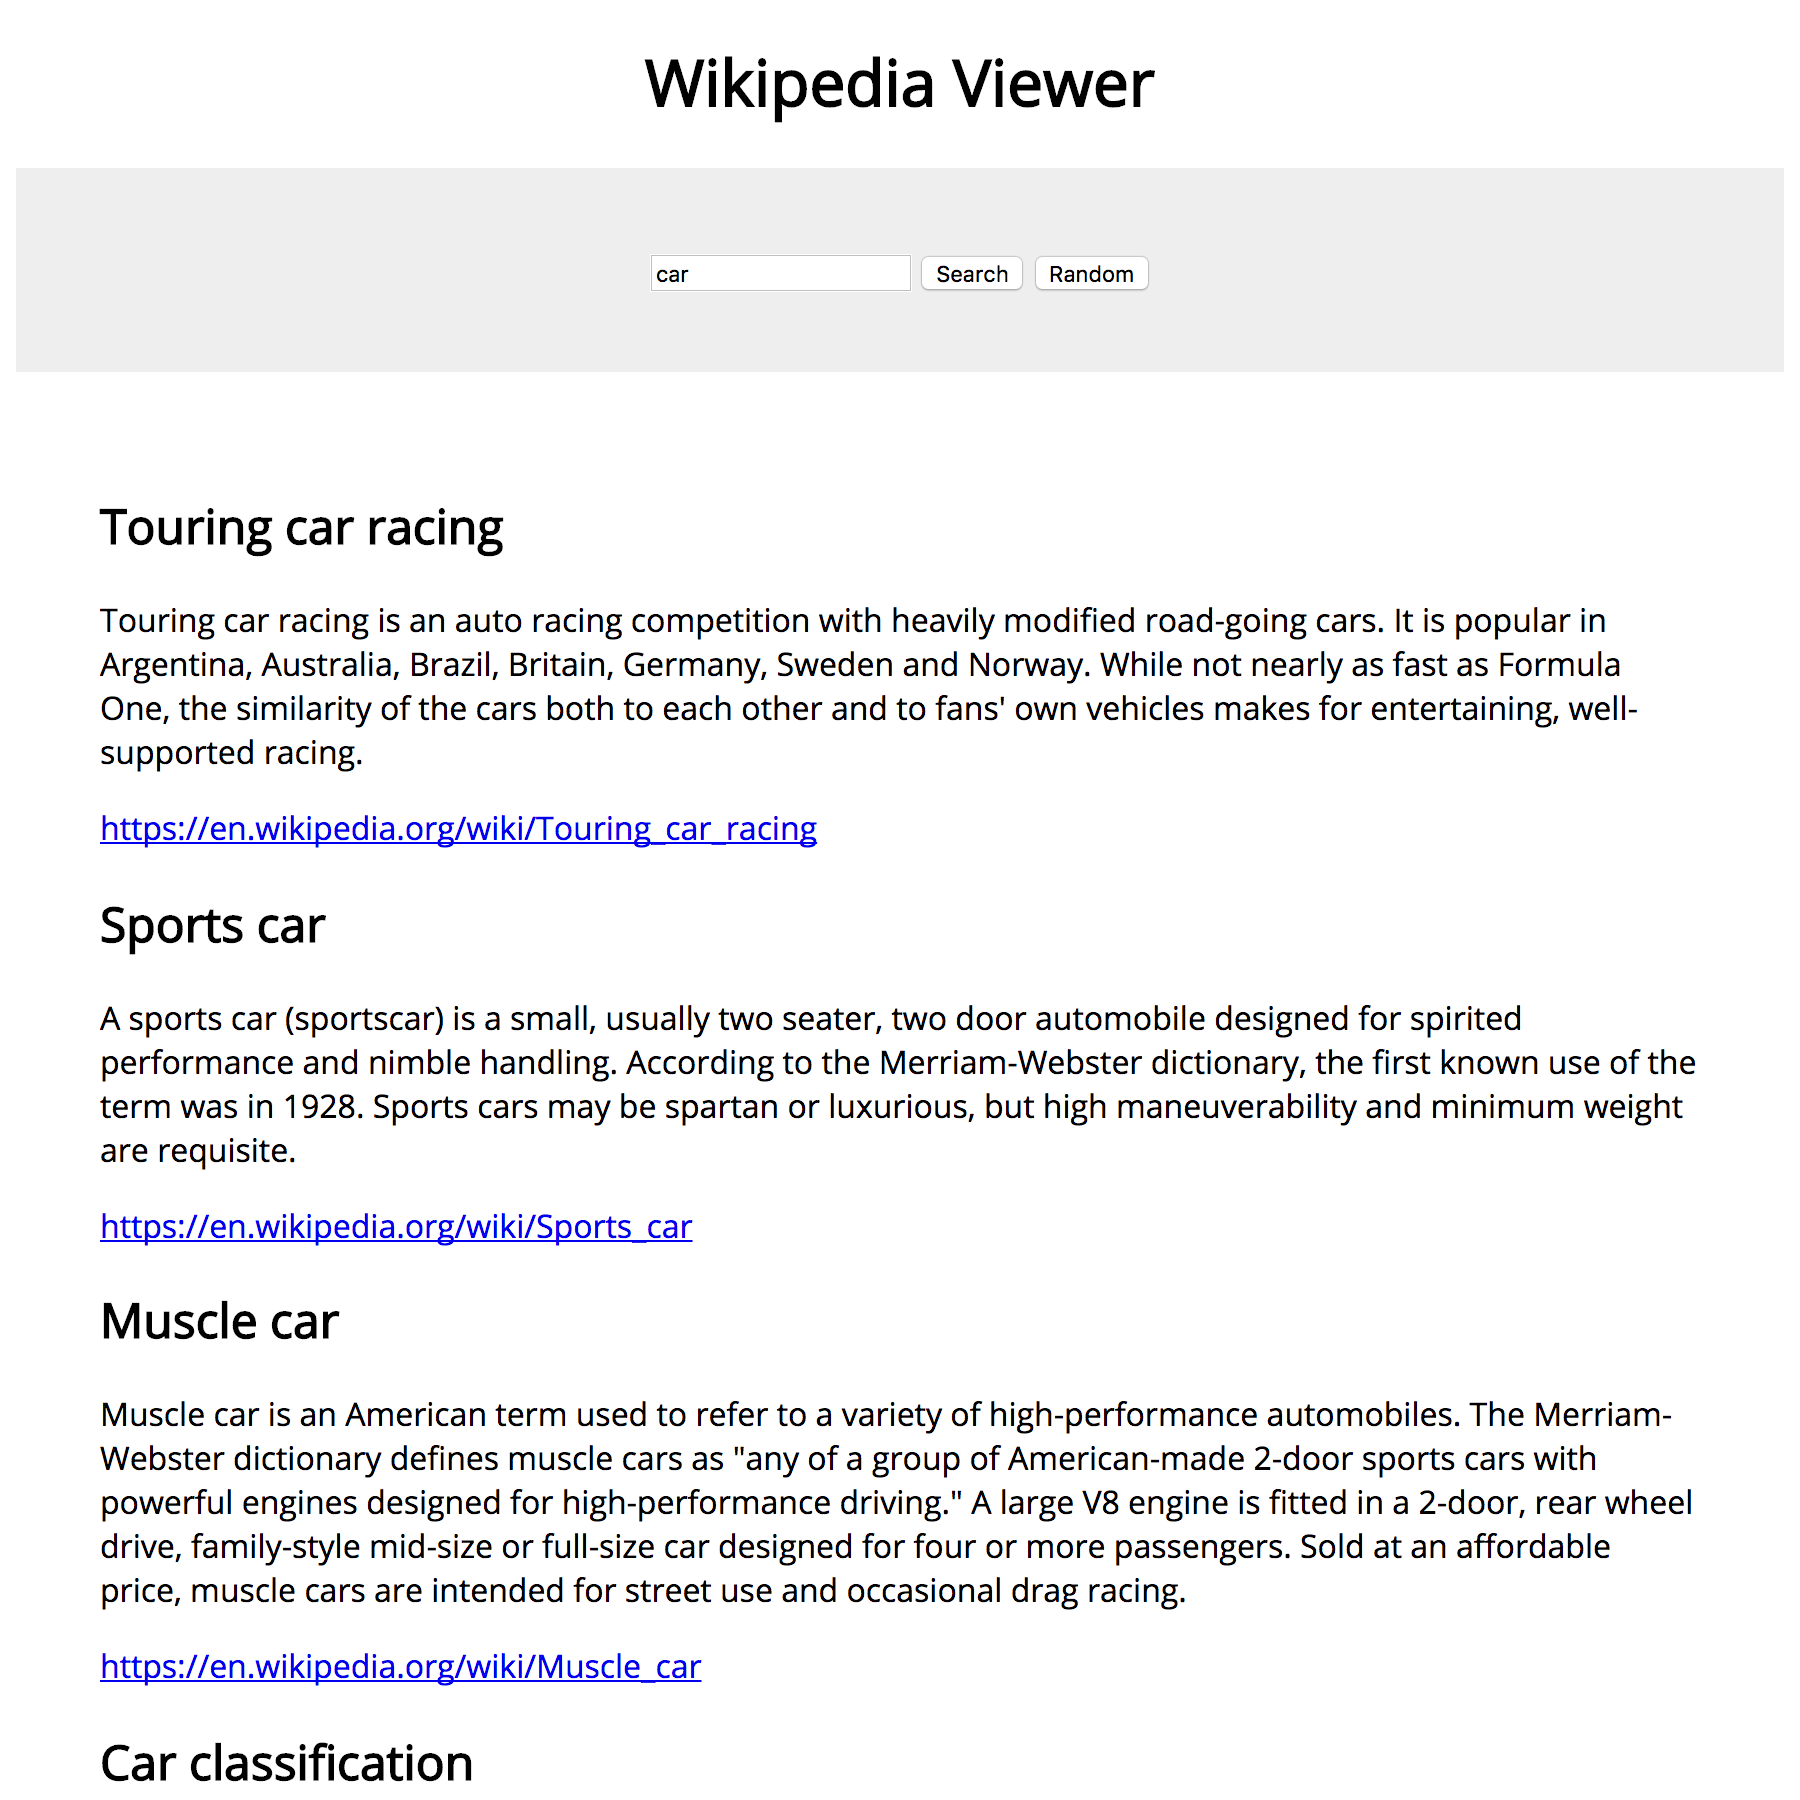 Wikipedia Viewer
car Search Random
Touring car racing
Touring car racing is an auto racing competition with heavily modified road-going cars. It is popular in
Argentina, Australia, Brazil, Britain, Germany, Sweden and Norway. While not nearly as fast as Formula
One, the similarity of the cars both to each other and to fans' own vehicles makes for entertaining, well-
supported racing.
https://en.wikipedia.org/wiki/Touring_car_racing
Sports car
A sports car (sportscar) is a small, usually two seater, two door automobile designed for spirited
performance and nimble handling. According to the Merriam-Webster dictionary, the first known use of the
term was in 1928. Sports cars may be spartan or luxurious, but high maneuverability and minimum weight
are requisite.
https://en.wikipedia.org/wiki/Sports_car
Muscle car
Muscle car is an American term used to refer to a variety of high-performance automobiles. The Merriam-
Webster dictionary defines muscle cars as "any of a group of American-made 2-door sports cars with
powerful engines designed for high-performance driving." A large V8 engine is fitted in a 2-door, rear wheel
drive, family-style mid-size or full-size car designed for four or more passengers. Sold at an affordable
price, muscle cars are intended for street use and occasional drag racing.
https://en.wikipedia.org/wiki/Muscle_car
Car classification